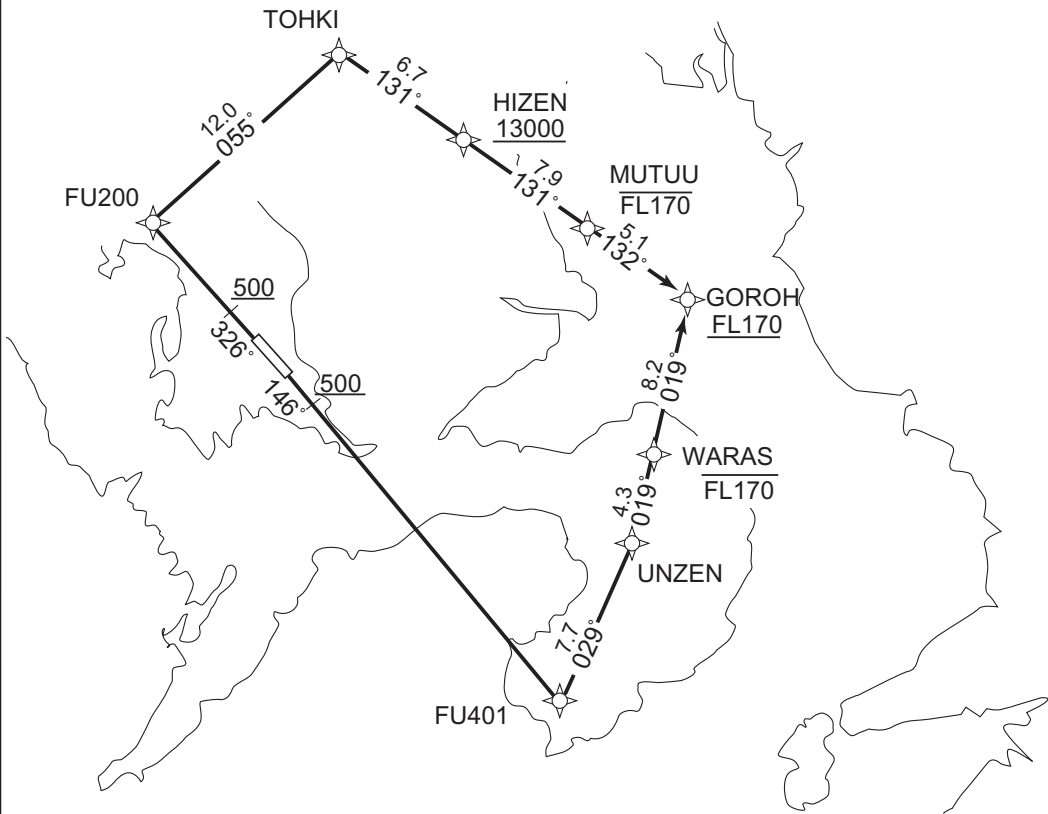 TOHKI
6.7
131°
12.0
055°
HIZEN
13000
7.9
131°
MUTUU
FL170
FU200
5.1
132°
500
GOROH
FL170
326°
8.2
019°
500
146°
WARAS
FL170
4.3
019°
UNZEN
7.7
029°
FU401